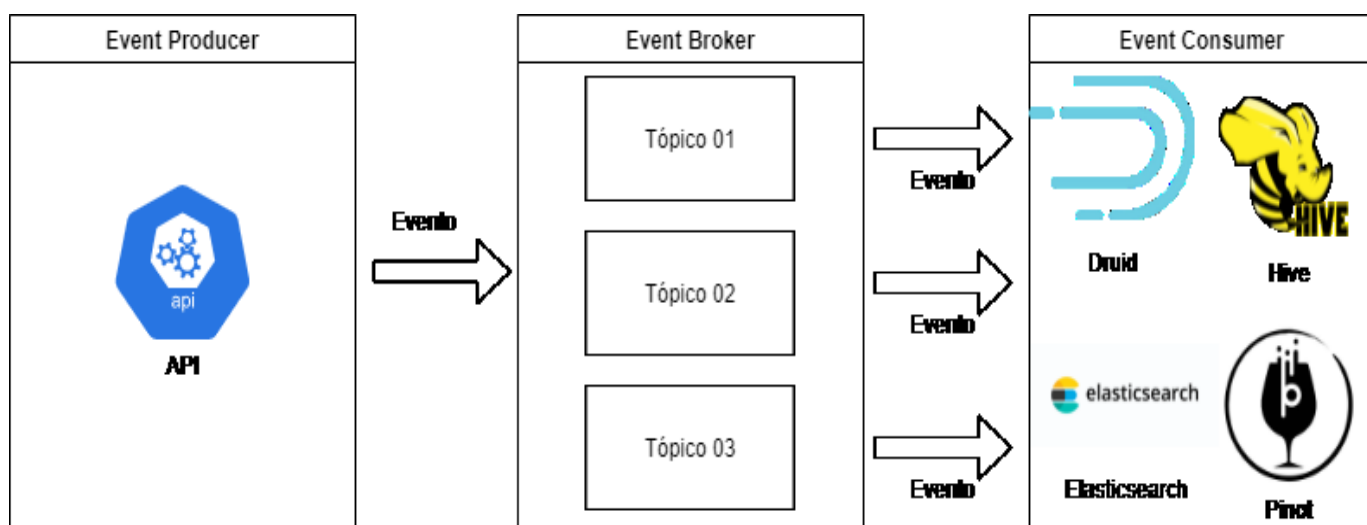 Event Producer
Event Broker
Event Consumer
Tópico 01
Evento
HIVE
Druid
Hive
Evento
api
API
Tópico 02
Evento
elasticsearch
Elasticsearch
p
Pinot
Tópico 03
Evento